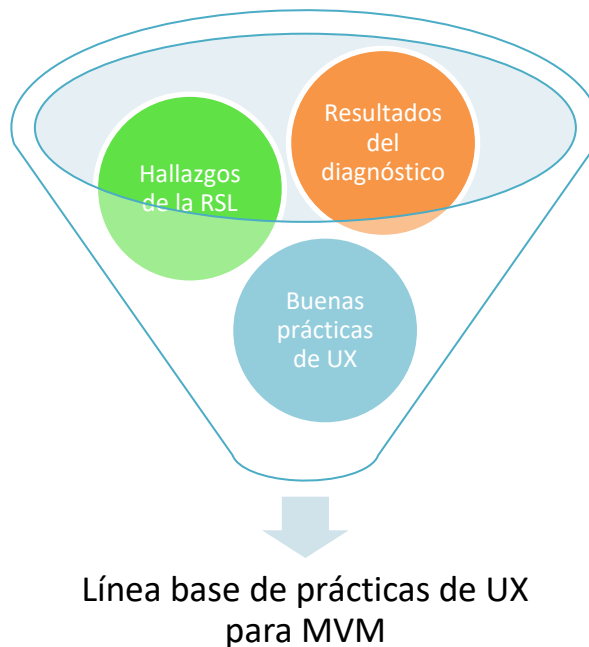 Resultados
del
diagnóstico
Hallazgos
de la RSL
Buenas
prácticas
de UX
Línea base de prácticas de UX
para MVM